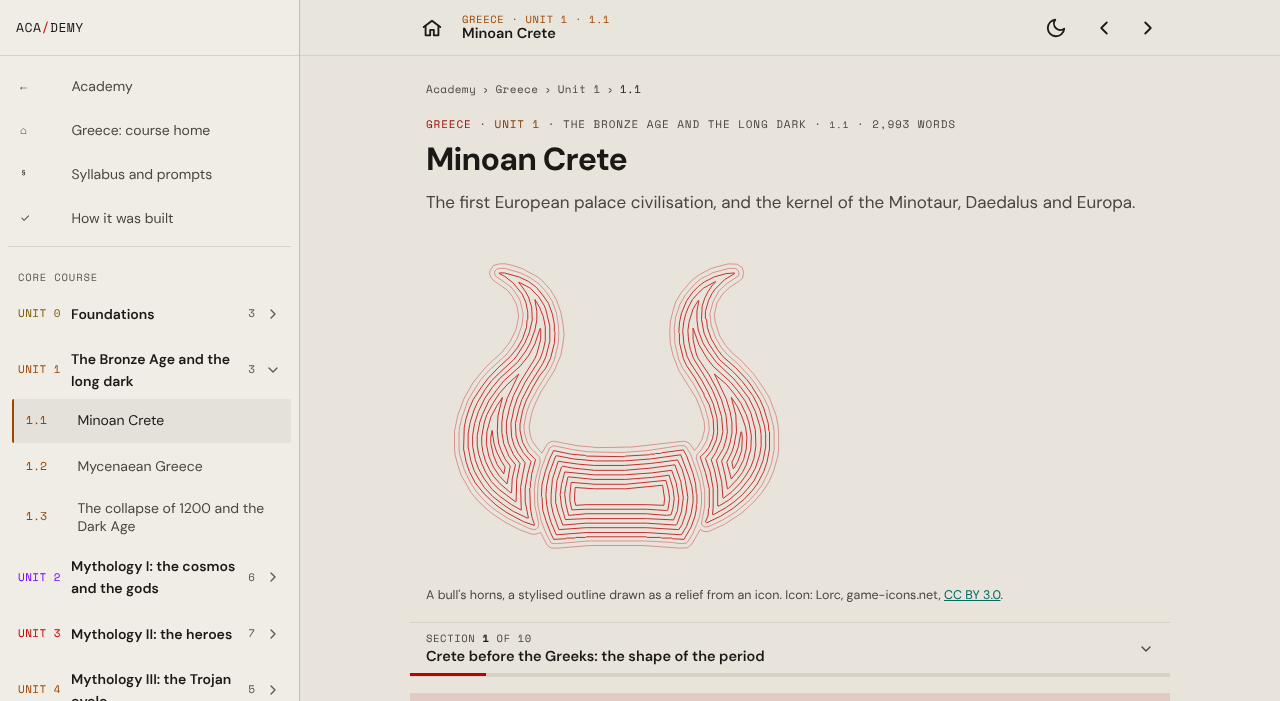 ACA/DEMY
← Academy
⌂ Greece: course home
§ Syllabus and prompts
✓ How it was built
CORE COURSE
UNIT 0 Foundations 3
UNIT 1 The Bronze Age and the long dark 3
1.1 Minoan Crete
1.2 Mycenaean Greece
1.3 The collapse of 1200 and the
Dark Age
UNIT 2 Mythology I: the cosmos
and the gods 6
UNIT 3 Mythology II: the heroes 7
UNIT 4 Mythology III: the Trojan
cycle 5
GREECE · UNIT 1 · 1.1
Minoan Crete
Academy › Greece › Unit 1 › 1.1
GREECE · UNIT 1 · THE BRONZE AGE AND THE LONG DARK · 1.1 · 2,993 WORDS
Minoan Crete
The first European palace civilisation, and the kernel of the Minotaur, Daedalus and Europa.
A bull's horns, a stylised outline drawn as a relief from an icon. Icon: Lorc, game-icons.net, CC BY 3.0.
SECTION 1 OF 10
Crete before the Greeks: the shape of the period